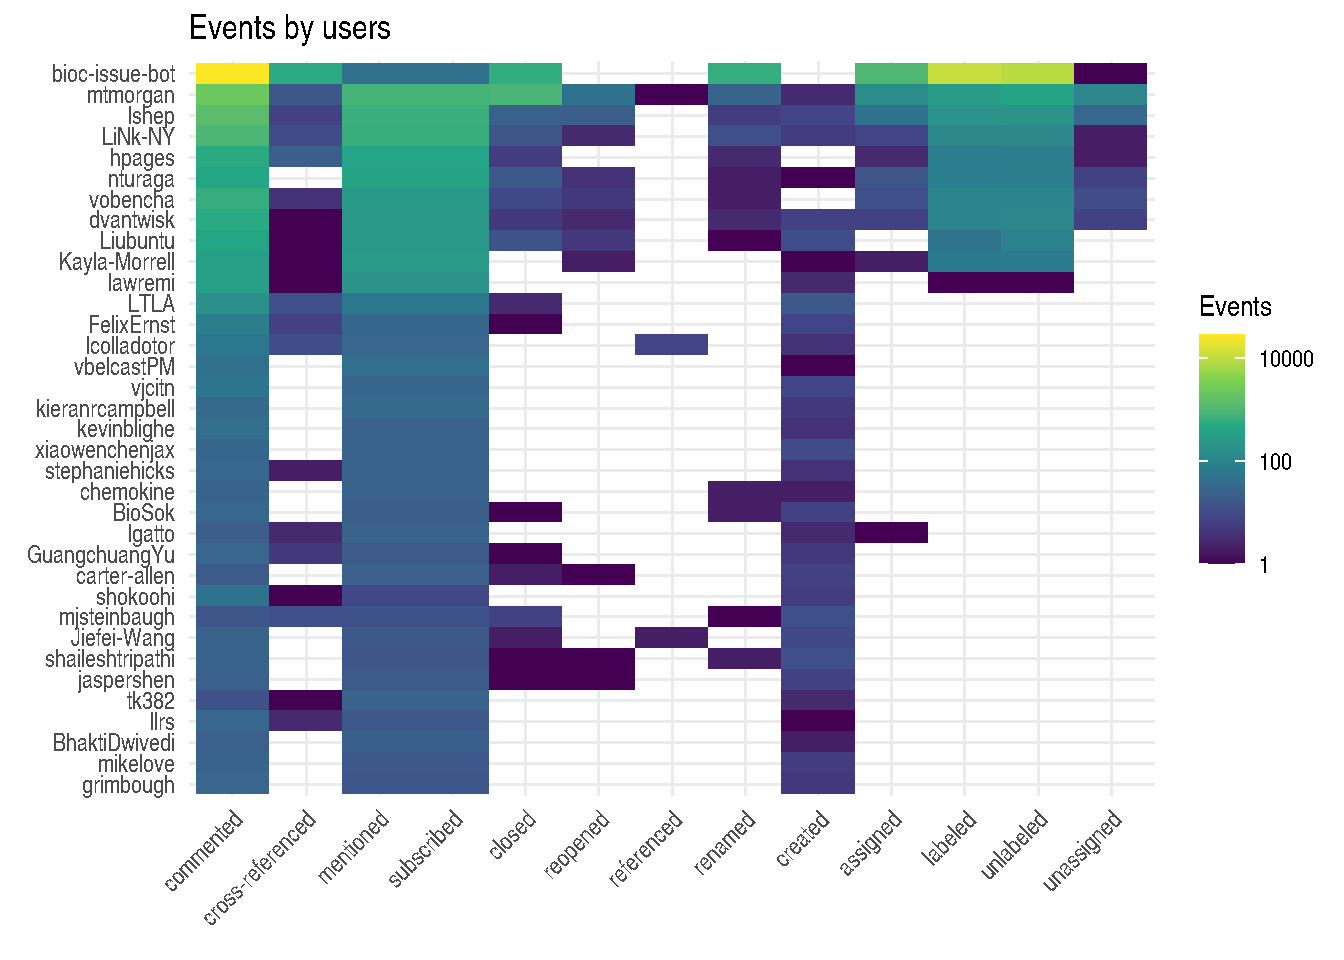 Events by users
bioc-issue-bot
mtmorgan
lshep
LiNk-NY
hpages
nturaga
vobencha
dvantwisk
Liubuntu
Kayla-Morrell
lawremi
LTLA
FelixErnst
lcolladotor
vbelcastPM
vjcitn
kieranrcampbell
kevinblighe
xiaowenchenjax
stephaniehicks
chemokine
BioSok
lgatto
GuangchuangYu
carter-allen
shokoohi
mjsteinbaugh
Jiefei-Wang
shaileshtripathi
jaspershen
tk382
llrs
BhaktiDwivedi
mikelove
grimbough
commented
cross-referenced
mentioned
subscribed
closed
reopened
referenced
renamed
created
assigned
labeled
unlabeled
unassigned
Events
10000
100
1